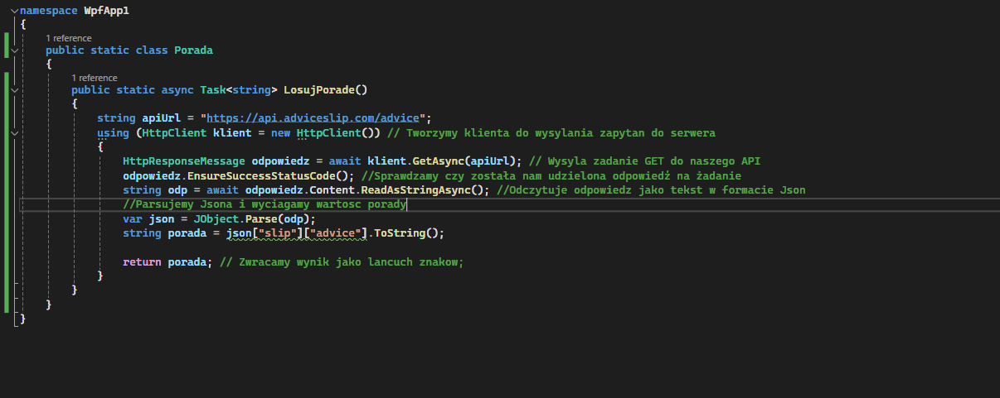 namespace WpfApp1
{
1 reference
public static class Porada
{
1 reference
public static async Task<string> LosujPorade()
{
string apiUrl = "https://api.adviceslip.com/advice";
using (HttpClient klient = new HttpClient()) // Tworzymy klienta do wysylania zapytan do serwera
{
HttpResponseMessage odpowiedz = await klient.GetAsync(apiUrl); // Wysyla zadanie GET do naszego API
odpowiedz.EnsureSuccessStatusCode(); //Sprawdzamy czy została nam udzielona odpowiedź na żadanie
string odp = await odpowiedz.Content.ReadAsStringAsync(); //Odczytuje odpowiedz jako tekst w formacie Json
//Parsujemy Jsona i wyciagamy wartosc porady
var json = JObject.Parse(odp);
string porada = json["slip"]["advice"].ToString();
return porada; // Zwracamy wynik jako lancuch znakow;
}
}
}
}